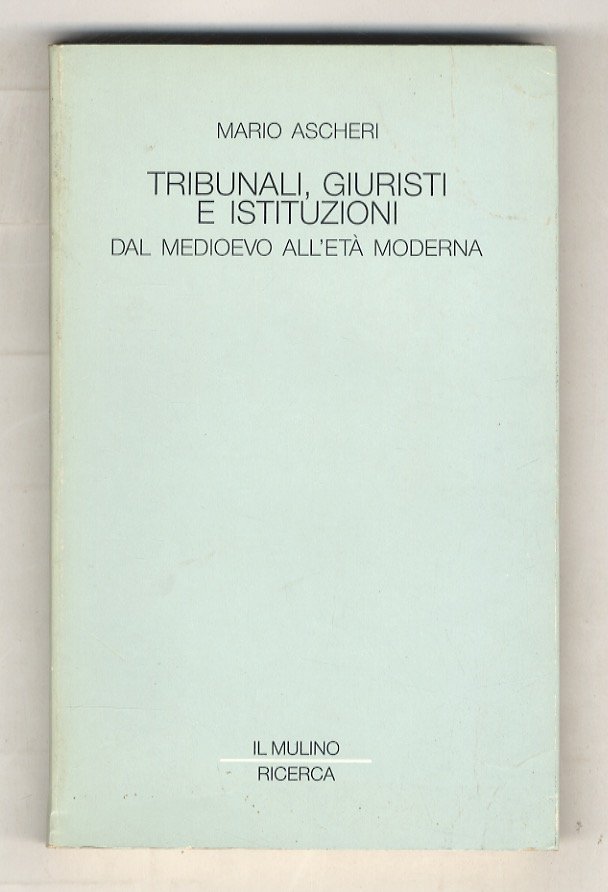 MARIO ASCHERI
TRIBUNALI, GIURISTI
E ISTITUZIONI
DAL MEDIOEVO ALL'ETÀ MODERNA
IL MULINO
RICERCA